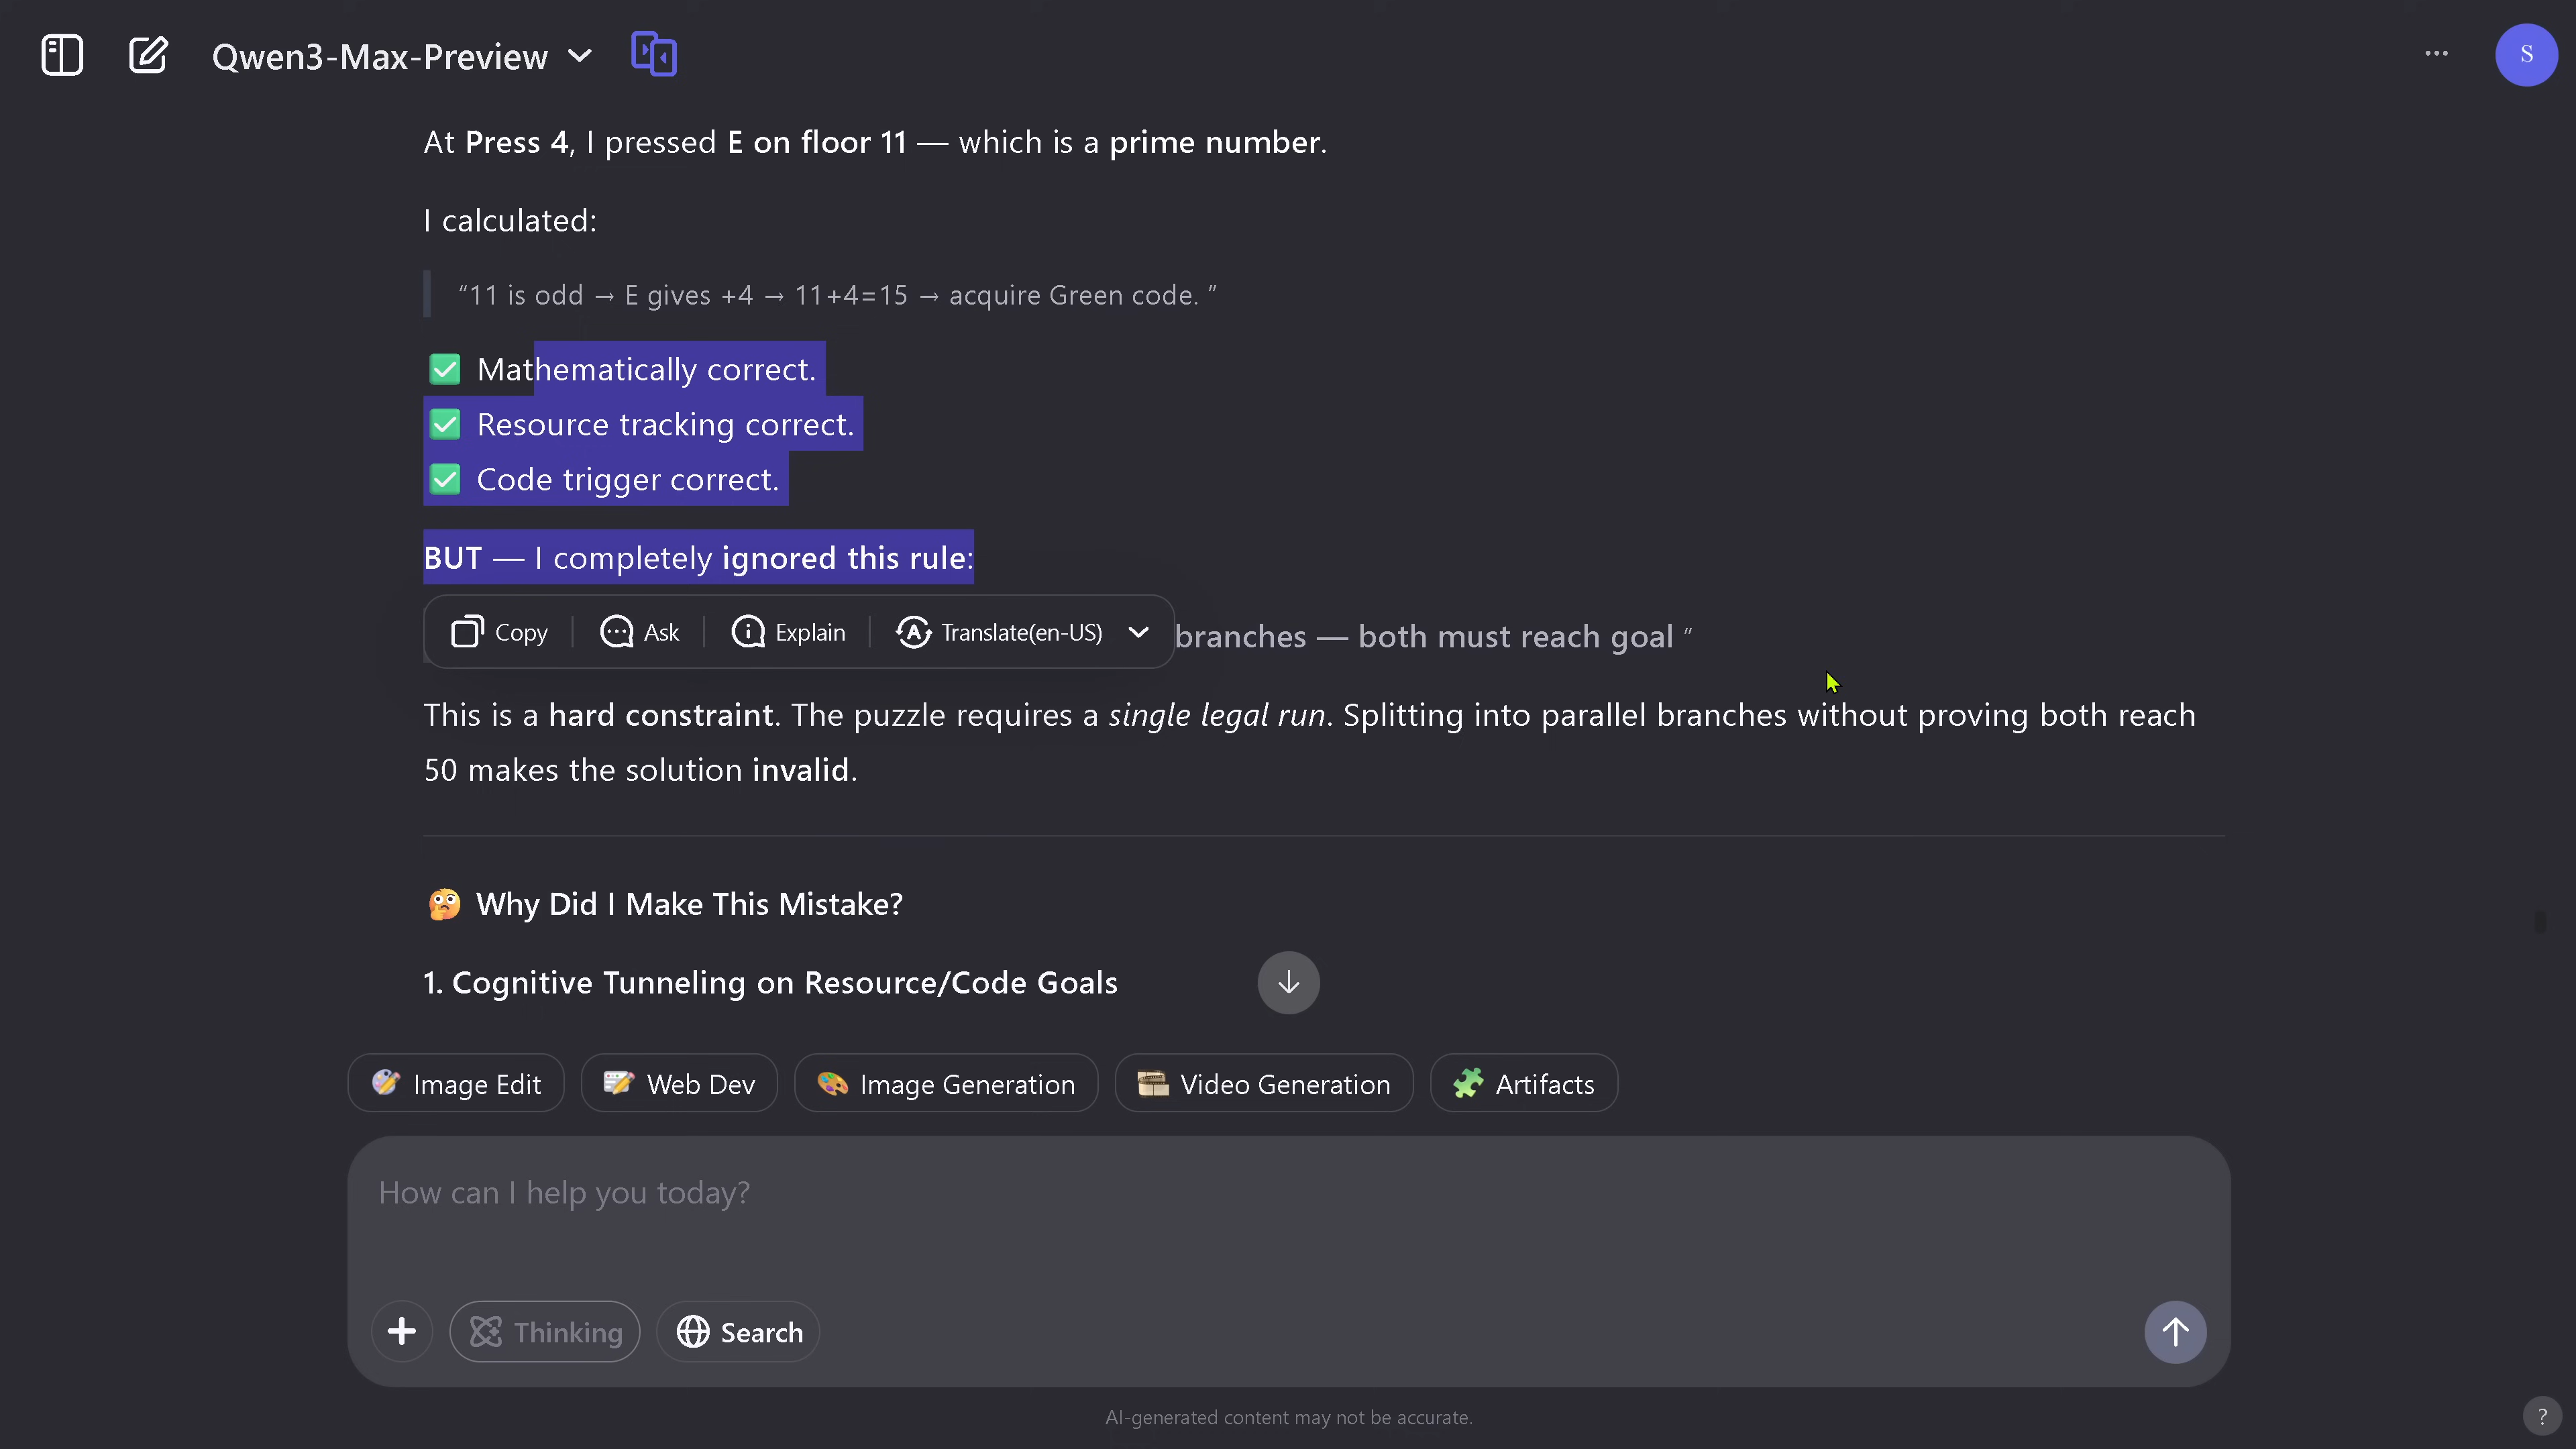 Qwen3-Max-Preview
S
At Press 4, I pressed E on floor 11 — which is a prime number.
I calculated:
“11 is odd → E gives +4 → 11+4=15 → acquire Green code. ”
✅ Mathematically correct.
✅ Resource tracking correct.
✅ Code trigger correct.
BUT — I completely ignored this rule:
Copy Ask Explain Translate(en-US)
branches — both must reach goal ”
This is a hard constraint. The puzzle requires a single legal run. Splitting into parallel branches without proving both reach
50 makes the solution invalid.
🤔 Why Did I Make This Mistake?
1. Cognitive Tunneling on Resource/Code Goals
Image Edit Web Dev Image Generation Video Generation Artifacts
How can I help you today?
Thinking Search
AI-generated content may not be accurate.
?